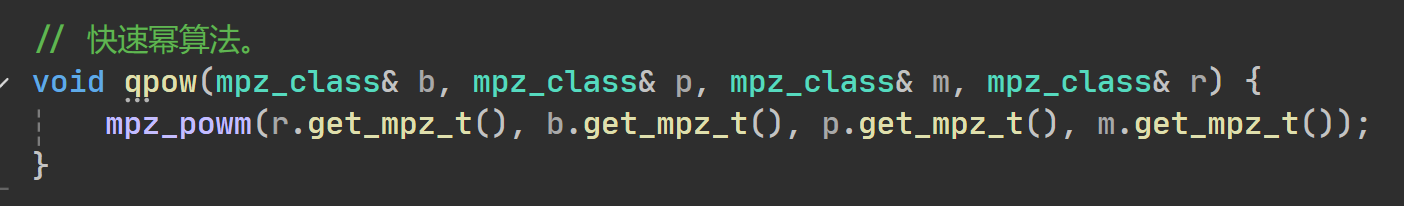 // 快速幂算法。
void qpow(mpz_class& b, mpz_class& p, mpz_class& m, mpz_class& r) {
    mpz_powm(r.get_mpz_t(), b.get_mpz_t(), p.get_mpz_t(), m.get_mpz_t());
}